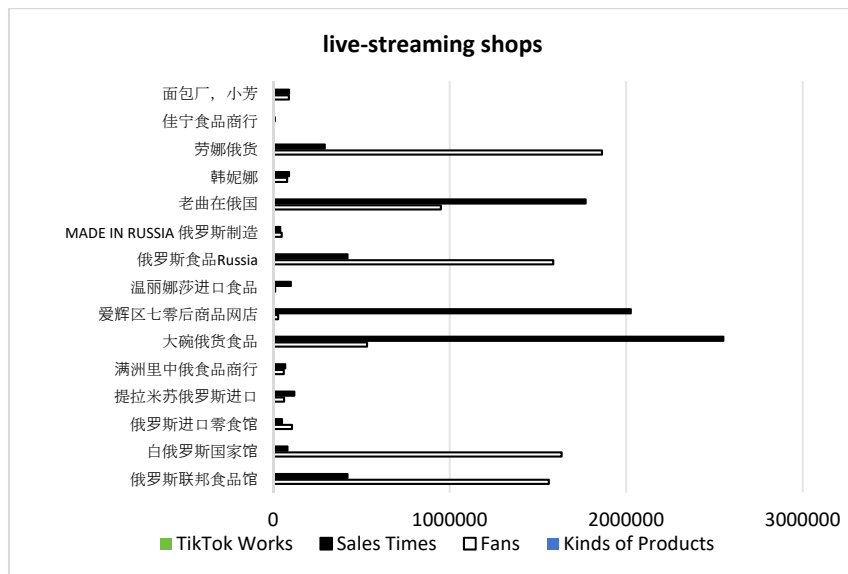 live-streaming shops
面包厂，小芳
佳宁食品商行
劳娜俄货
韩妮娜
老曲在俄国
MADE IN RUSSIA 俄罗斯制造
俄罗斯食品Russia
温丽娜莎进口食品
爱辉区七零后商品网店
大碗俄货食品
满洲里中俄食品商行
提拉米苏俄罗斯进口
俄罗斯进口零食馆
白俄罗斯国家馆
俄罗斯联邦食品馆
0 1000000 2000000 3000000
TikTok Works Sales Times Fans Kinds of Products